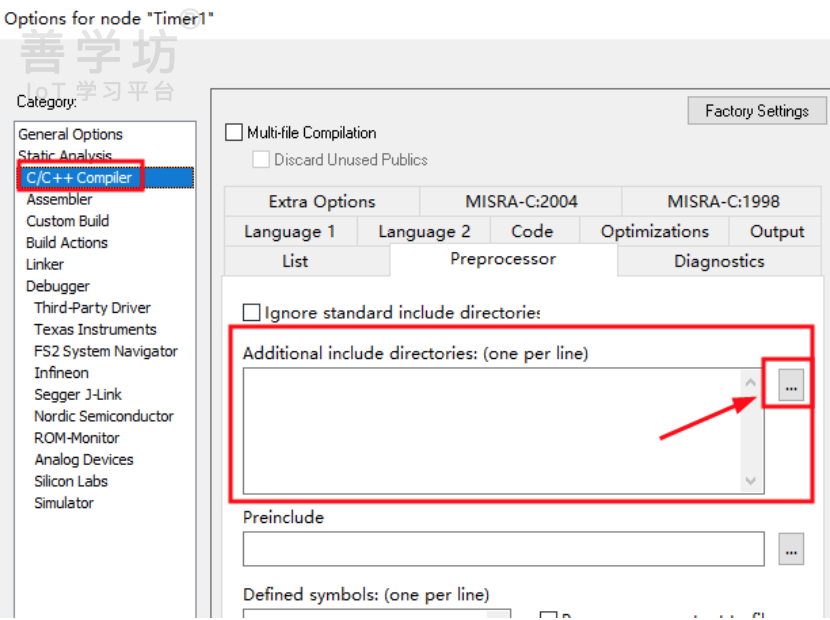 Options for node "Timer1"
®
善学坊
IoT 学习平台
Category:
General Options
Static Analysis
C/C++ Compiler
Assembler
Custom Build
Build Actions
Linker
Debugger
Third-Party Driver
Texas Instruments
FS2 System Navigator
Infineon
Segger J-Link
Nordic Semiconductor
ROM-Monitor
Analog Devices
Silicon Labs
Simulator
Factory Settings
Multi-file Compilation
Discard Unused Publics
Extra Options MISRA-C:2004 MISRA-C:1998
Language 1 Language 2 Code Optimizations Output
List Preprocessor Diagnostics
Ignore standard include directories
Additional include directories: (one per line)
...
Preinclude
...
Defined symbols: (one per line)